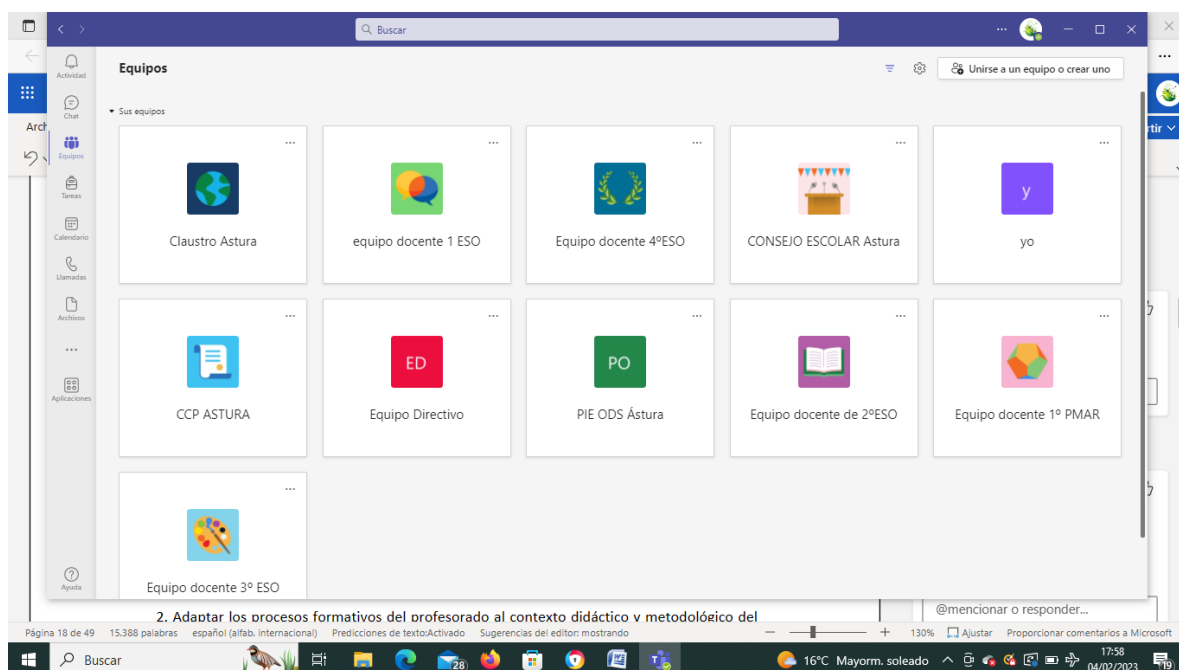 Buscar
Actividad
Chat
Equipos
Tareas
Calendario
Llamadas
Archivos
Aplicaciones
Ayuda
Equipos
Unirse a un equipo o crear uno
Sus equipos
Claustro Astura
equipo docente 1 ESO
Equipo docente 4ºESO
CONSEJO ESCOLAR Astura
y
yo
CCP ASTURA
ED
Equipo Directivo
PO
PIE ODS Ástura
Equipo docente de 2ºESO
Equipo docente 1º PMAR
Equipo docente 3º ESO
Arch
rtir
2. Adaptar los procesos formativos del profesorado al contexto didáctico y metodológico del
@mencionar o responder...
Página 18 de 49 15.388 palabras español (alfab. internacional) Predicciones de texto:Activado Sugerencias del editor: mostrando 130% Ajustar Proporcionar comentarios a Microsoft
Buscar 28 16°C Mayorm. soleado 17:58
04/02/2023 19